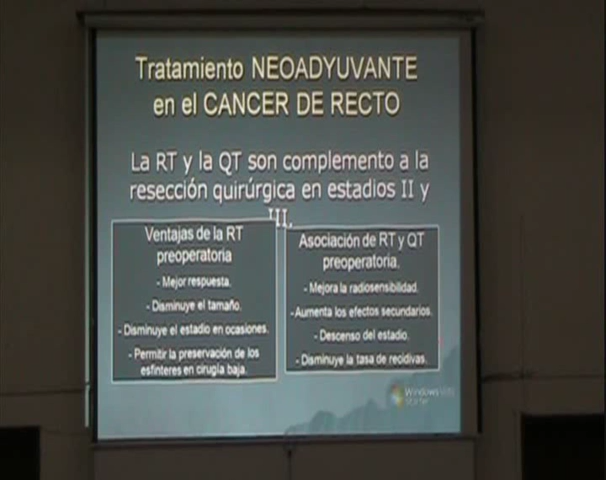 Tratamiento NEOADYUVANTE
en el CANCER DE RECTO
La RT y la QT son complemento a la
resección quirúrgica en estadios II y
III.
Ventajas de la RT
preoperatoria
- Mejor respuesta.
- Disminuye el tamaño.
- Disminuye el estadio en ocasiones.
- Permitir la preservación de los
esfinteres en cirugía baja.
Asociación de RT y QT
preoperatoria.
- Mejora la radiosensibilidad.
- Aumenta los efectos secundarios.
- Descenso del estadio.
- Disminuye la tasa de recidivas.
Windows